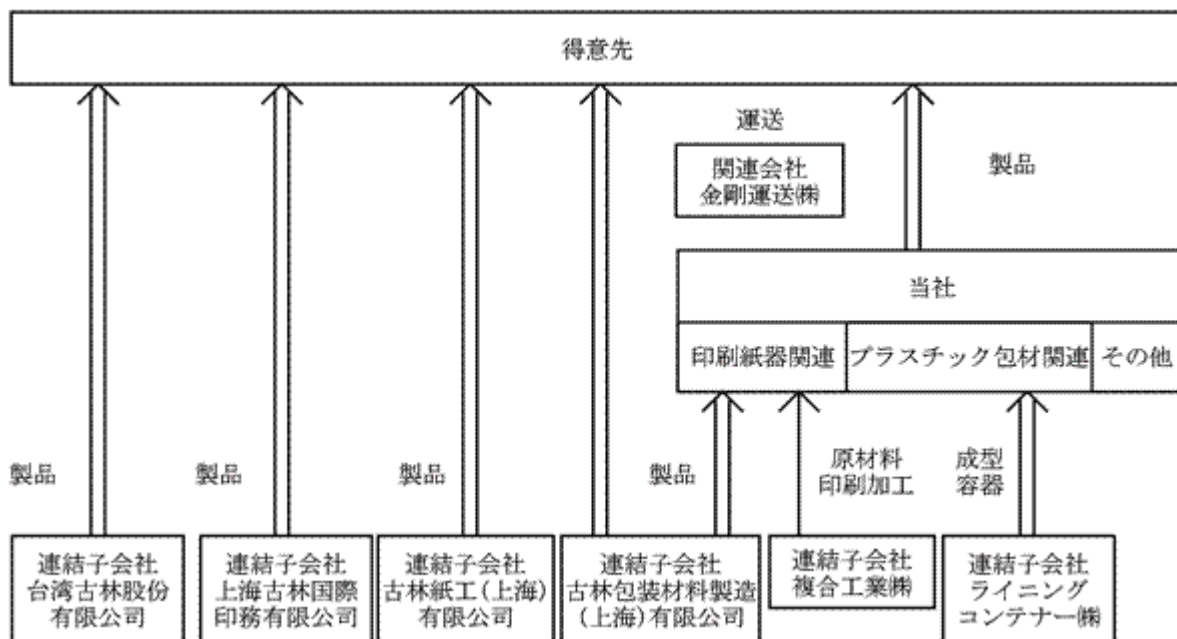 得意先
運送
関連会社
金剛運送㈱
製品
当社
印刷紙器関連
プラスチック包材関連
その他
製品
製品
製品
製品
原材料
印刷加工
成型
容器
連結子会社
台湾古林股份
有限公司
連結子会社
上海古林国際
印務有限公司
連結子会社
古林紙工(上海)
有限公司
連結子会社
古林包装材料製造
(上海)有限公司
連結子会社
複合工業㈱
連結子会社
ライニング
コンテナー㈱